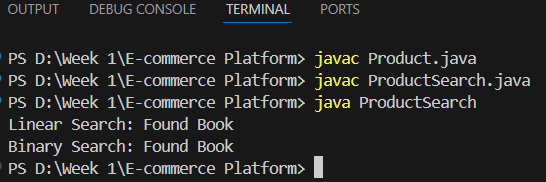 OUTPUT DEBUG CONSOLE TERMINAL PORTS
PS D:\Week 1\E-commerce Platform> javac Product.java
PS D:\Week 1\E-commerce Platform> javac ProductSearch.java
PS D:\Week 1\E-commerce Platform> java ProductSearch
Linear Search: Found Book
Binary Search: Found Book
PS D:\Week 1\E-commerce Platform>